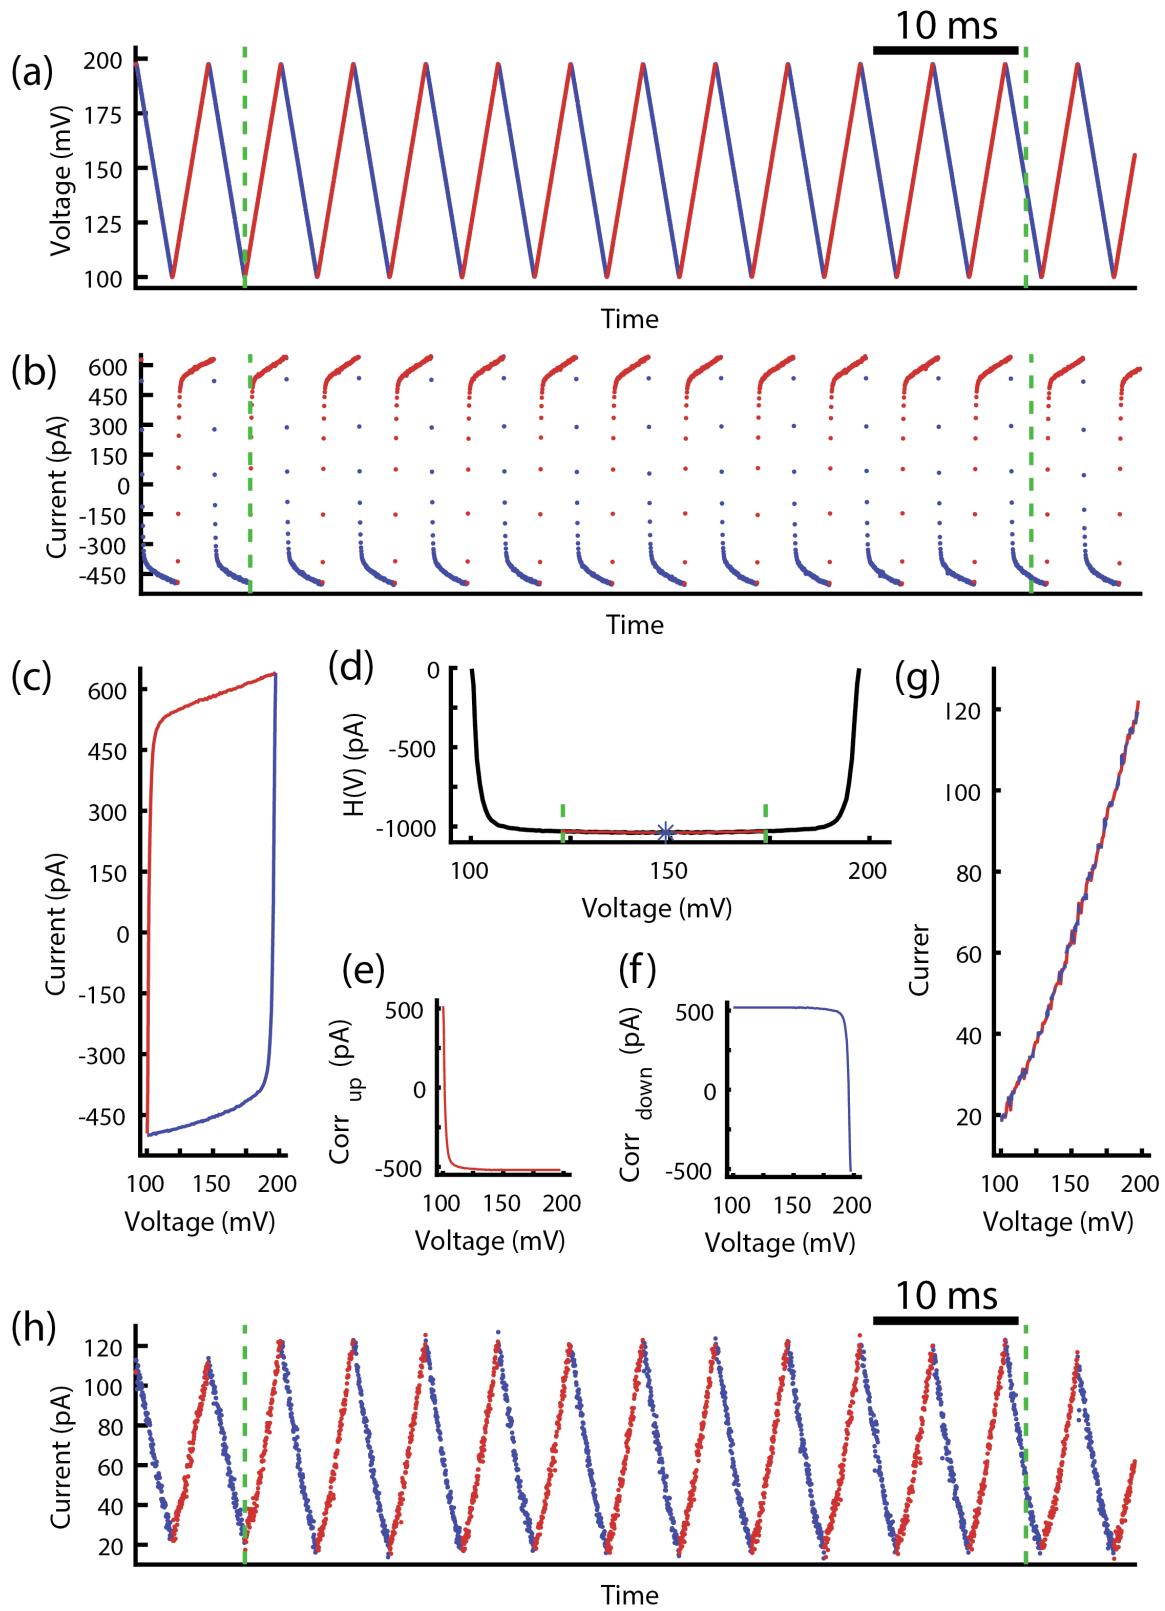 10 ms
(a)
200
175
150
125
100
Voltage (mV)
Time
(b)
600
450
300
150
0
-150
-300
-450
Current (pA)
Time
(c)
600
450
300
150
0
-150
-300
-450
Current (pA)
100 150 200
Voltage (mV)
(d)
0
-500
-1000
H(V) (pA)
100 150 200
Voltage (mV)
(e)
500
0
-500
Corr up (pA)
100 150 200
Voltage (mV)
(f)
500
0
-500
Corr down (pA)
100 150 200
Voltage (mV)
(g)
120
100
80
60
40
20
Currer
100 150 200
Voltage (mV)
10 ms
(h)
120
100
80
60
40
20
Current (pA)
Time